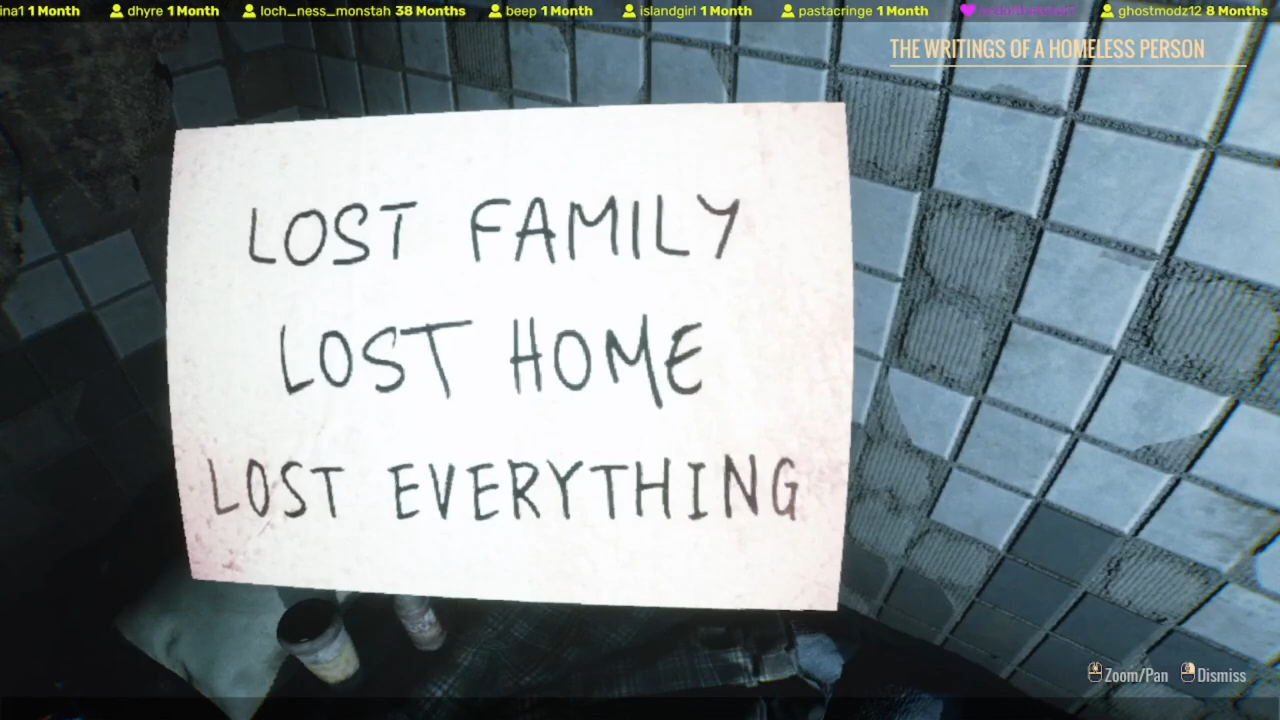 ina1 1 Month dhyre 1 Month loch_ness_monstah 38 Months beep 1 Month islandgirl 1 Month pastacringe 1 Month ghostmodz12 8 Months
THE WRITINGS OF A HOMELESS PERSON
LOST FAMILY
LOST HOME
LOST EVERYTHING
Zoom/Pan Dismiss